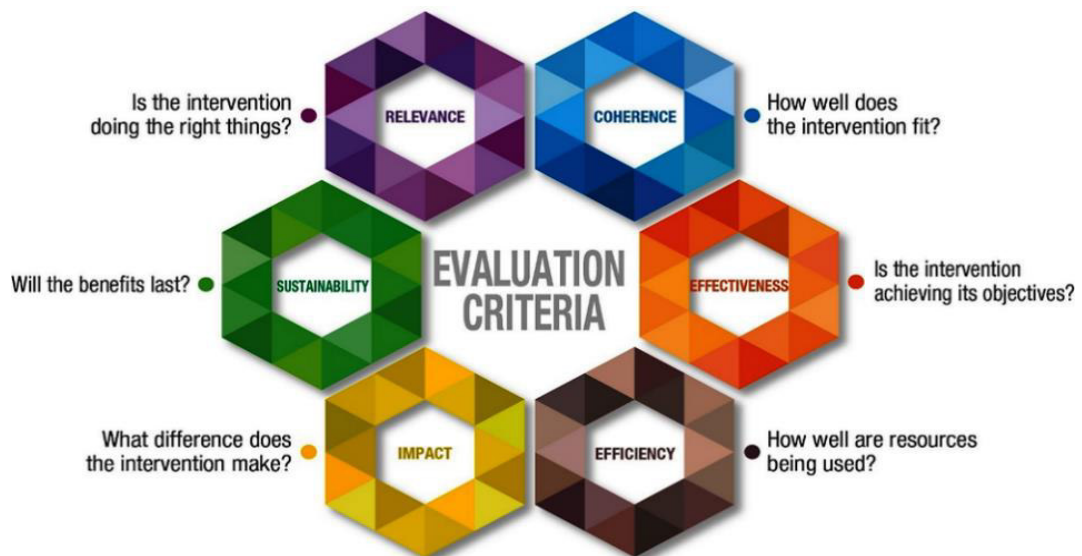 Is the intervention
doing the right things?
RELEVANCE
COHERENCE
How well does
the intervention fit?
Will the benefits last?
SUSTAINABILITY
EVALUATION
CRITERIA
EFFECTIVENESS
Is the intervention
achieving its objectives?
What difference does
the intervention make?
IMPACT
EFFICIENCY
How well are resources
being used?